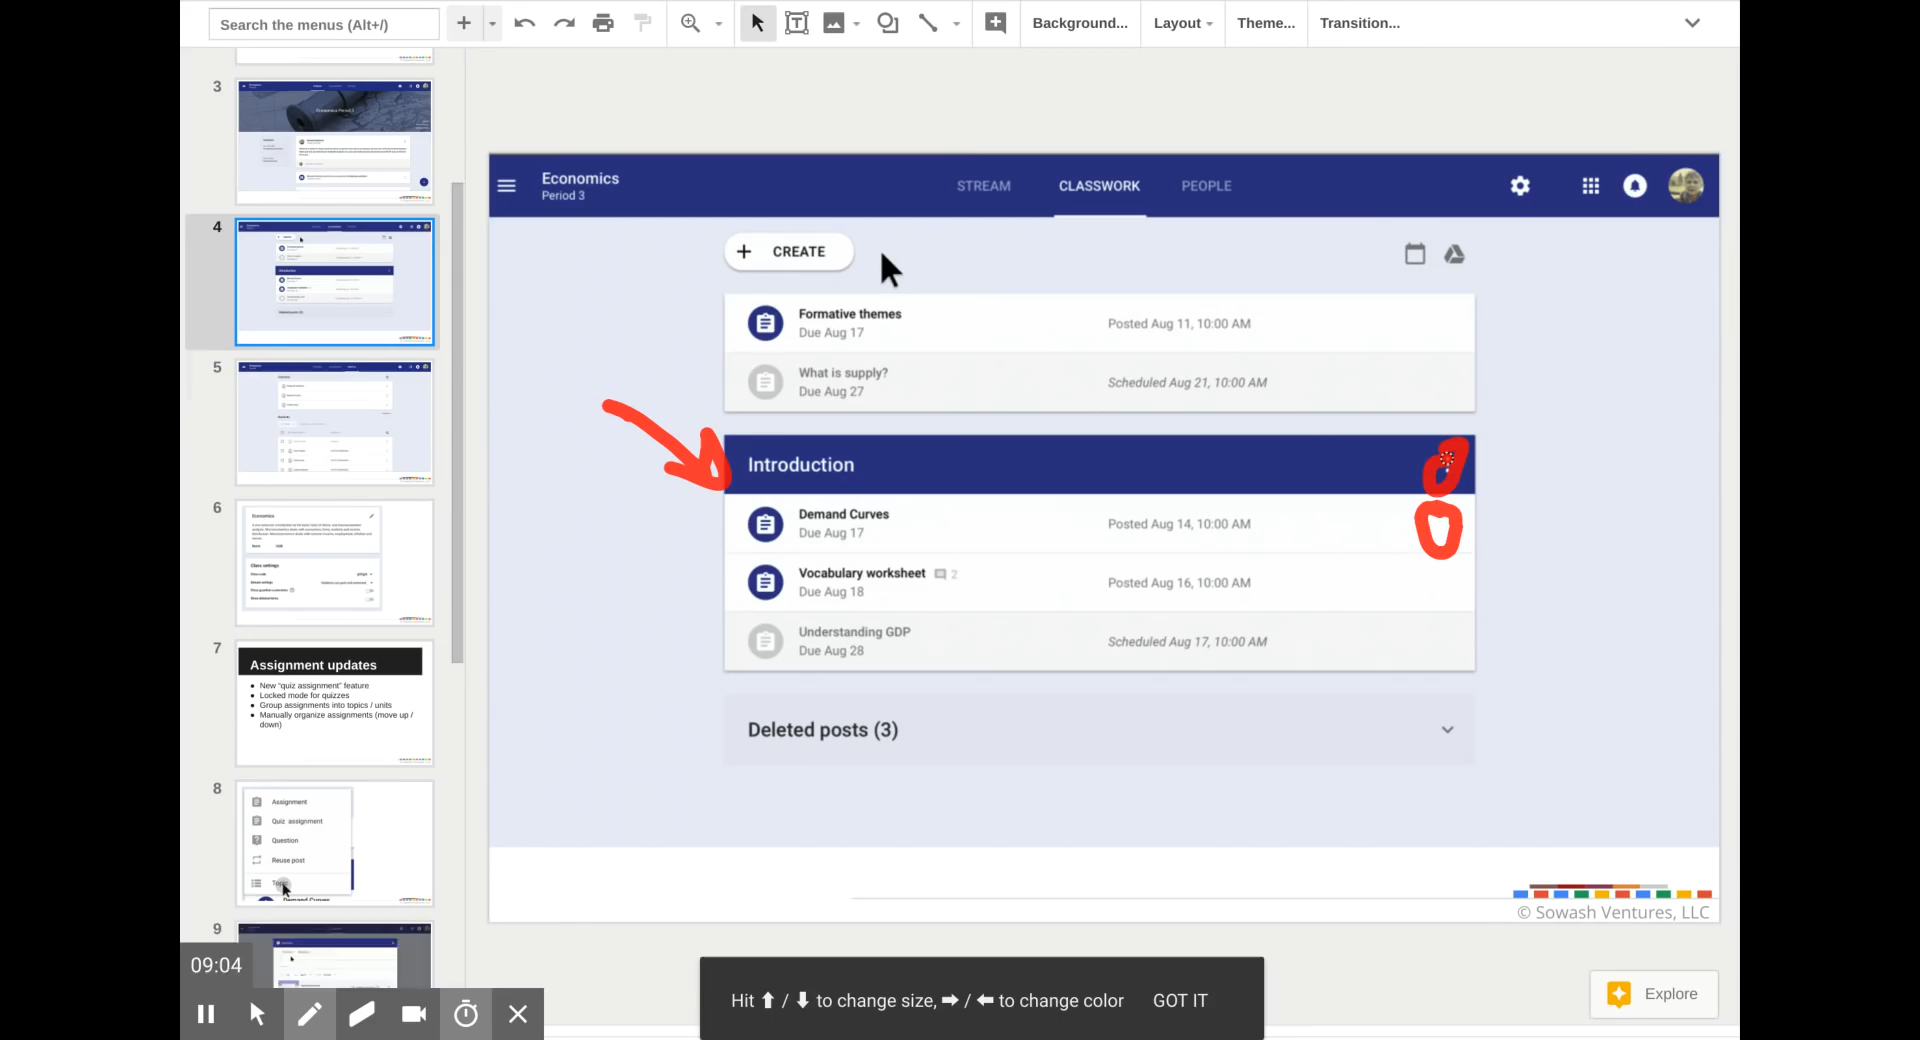 Search the menus (Alt+/)
Background...
Layout
Theme...
Transition...
3
4
5
6
Economics
Class settings
7
Assignment updates
● New “quiz assignment” feature
● Locked mode for quizzes
● Group assignments into topics / units
● Manually organize assignments (move up /
down)
8
Assignment
Quiz assignment
Question
Reuse post
Demand Curves
9
09:04
Economics
Period 3
STREAM
CLASSWORK
PEOPLE
+ CREATE
Formative themes
Due Aug 17
Posted Aug 11, 10:00 AM
What is supply?
Due Aug 27
Scheduled Aug 21, 10:00 AM
Introduction
Demand Curves
Due Aug 17
Posted Aug 14, 10:00 AM
Vocabulary worksheet 2
Due Aug 18
Posted Aug 16, 10:00 AM
Understanding GDP
Due Aug 28
Scheduled Aug 17, 10:00 AM
Deleted posts (3)
© Sowash Ventures, LLC
Hit ⬆ / ⬇ to change size, ➡ / ⬅ to change color
GOT IT
Explore